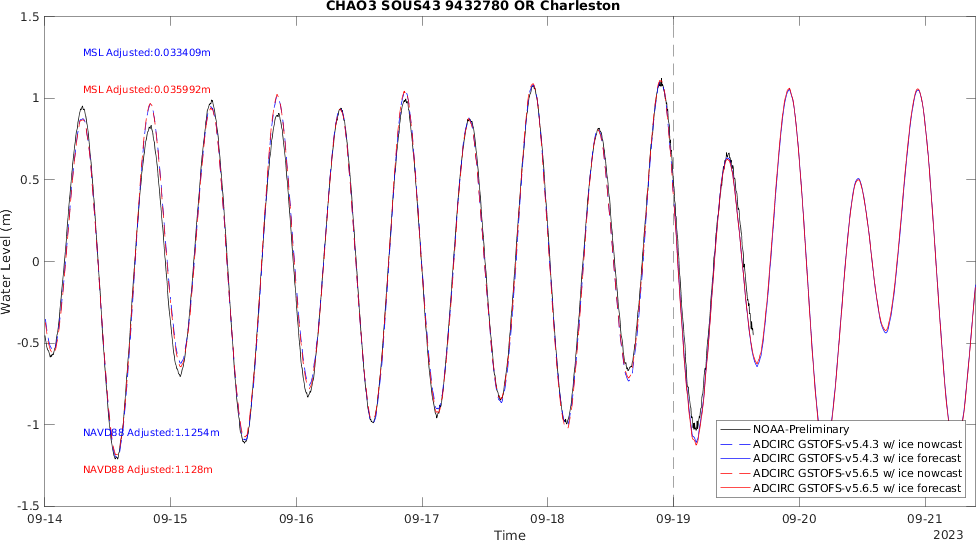 CHAO3 SOUS43 9432780 OR Charleston
1.5
MSL Adjusted:0.033409m
MSL Adjusted:0.035992m
1
0.5
0
-0.5
-1
-1.5
Water Level (m)
NAVD88 Adjusted:1.1254m
NAVD88 Adjusted:1.128m
NOAA-Preliminary
ADCIRC GSTOFS-v5.4.3 w/ ice nowcast
ADCIRC GSTOFS-v5.4.3 w/ ice forecast
ADCIRC GSTOFS-v5.6.5 w/ ice nowcast
ADCIRC GSTOFS-v5.6.5 w/ ice forecast
09-14 09-15 09-16 09-17 09-18 09-19 09-20 09-21
Time
2023